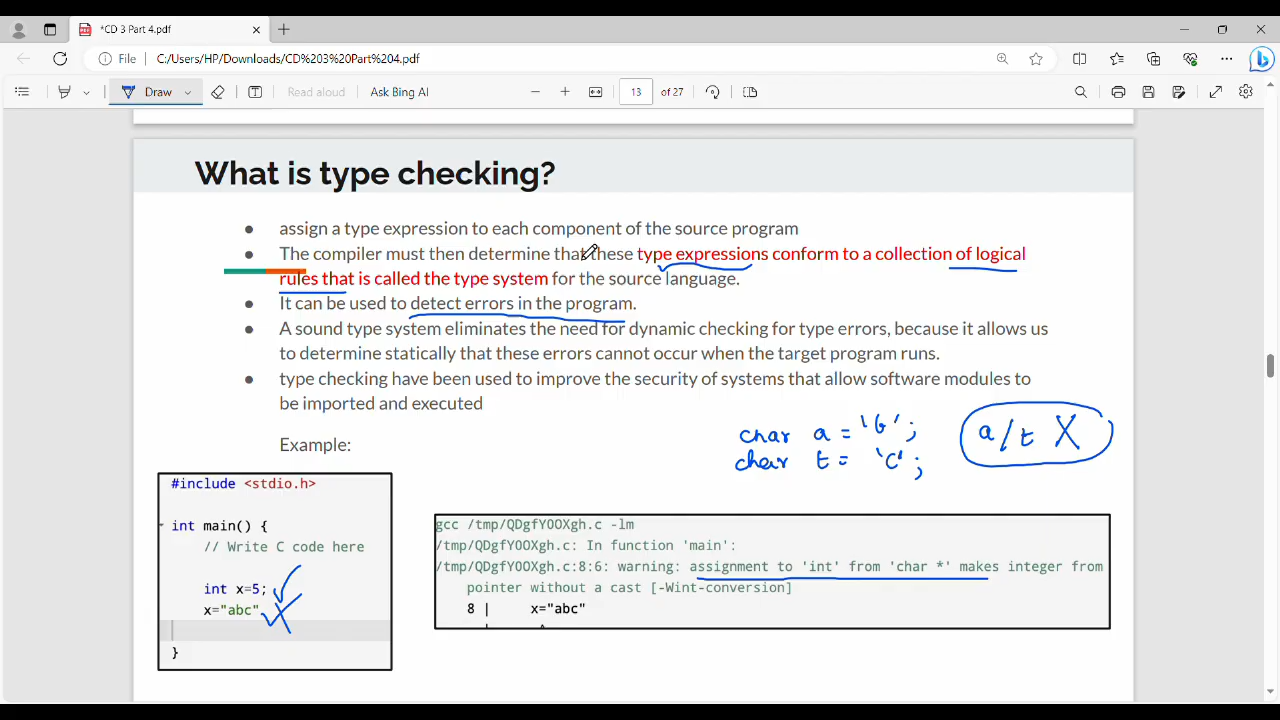 *CD 3 Part 4.pdf
File C:/Users/HP/Downloads/CD%203%20Part%204.pdf
Draw Read aloud Ask Bing AI 13 of 27
What is type checking?
assign a type expression to each component of the source program
The compiler must then determine that these type expressions conform to a collection of logical
rules that is called the type system for the source language.
It can be used to detect errors in the program.
A sound type system eliminates the need for dynamic checking for type errors, because it allows us
to determine statically that these errors cannot occur when the target program runs.
type checking have been used to improve the security of systems that allow software modules to
be imported and executed
char a = 'G';
char t = 'C';
a/t X
Example:
#include <stdio.h>
int main() {
// Write C code here
int x=5;
x="abc"
}
gcc /tmp/QDgfY0OXgh.c -lm
/tmp/QDgfY0OXgh.c: In function 'main':
/tmp/QDgfY0OXgh.c:8:6: warning: assignment to 'int' from 'char *' makes integer from
pointer without a cast [-Wint-conversion]
8 | x="abc"
| ^